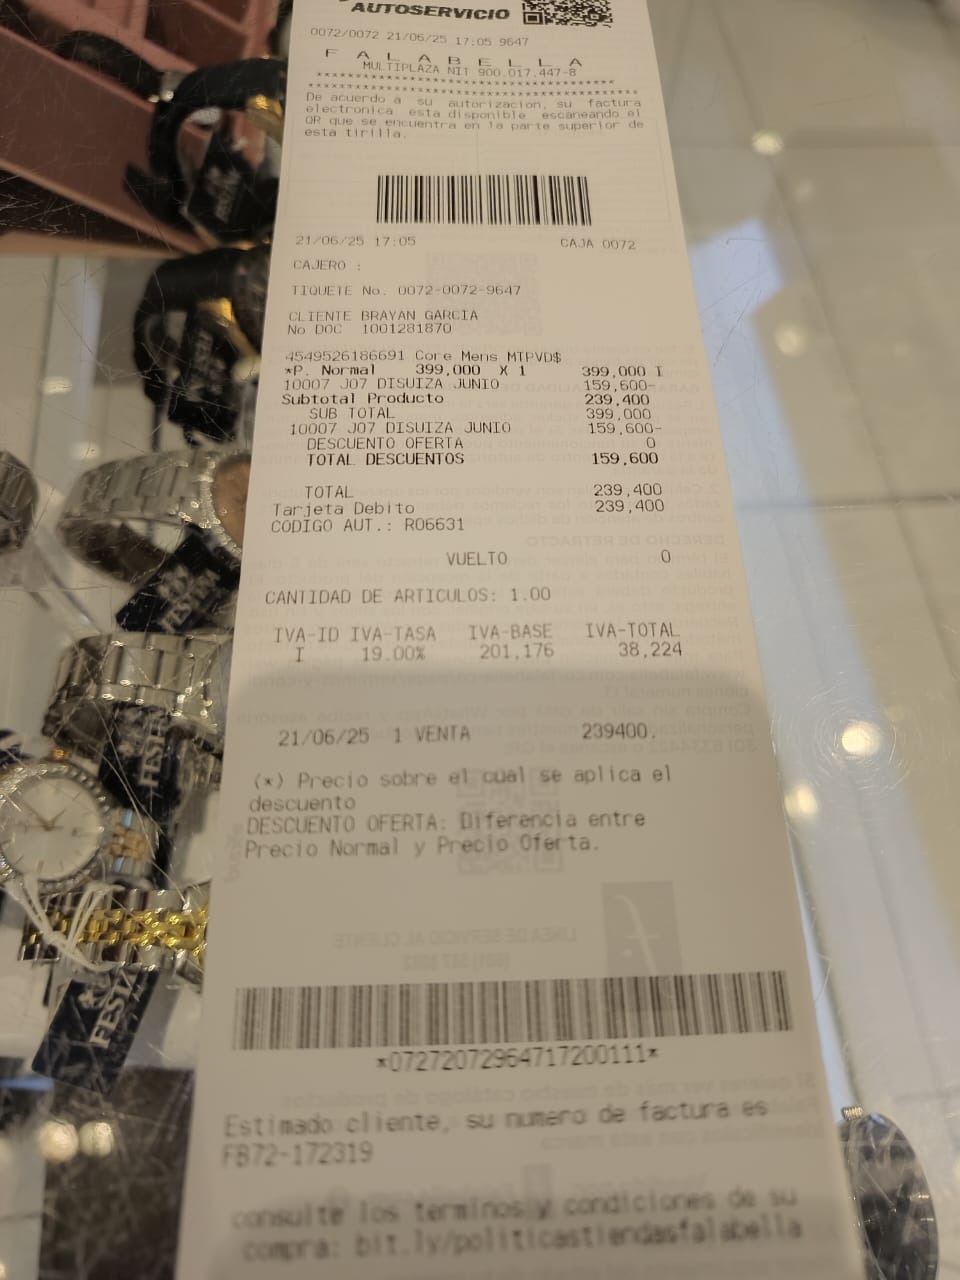 AUTOSERVICIO
0072/0072 21/06/25 17:05 9647
F A L A B E L L A
MULTIPLAZA NIT 900.017.447-8
De acuerdo a su autorizacion, su factura
electronica esta disponible escaneando el
QR que se encuentra en la parte superior de
esta tirilla.
21/06/25 17:05 CAJA 0072
CAJERO :
TIQUETE No. 0072-0072-9647
CLIENTE BRAYAN GARCIA
No DOC 1001281870
4549526186691 Core Mens MTPVD$
*P. Normal 399,000 X 1 399,000 I
10007 J07 DISUIZA JUNIO 159,600-
Subtotal Producto 239,400
SUB TOTAL 399,000
10007 J07 DISUIZA JUNIO 159,600-
DESCUENTO OFERTA 0
TOTAL DESCUENTOS 159,600
TOTAL 239,400
Tarjeta Debito 239,400
CODIGO AUT.: R06631
VUELTO 0
CANTIDAD DE ARTICULOS: 1.00
IVA-ID IVA-TASA IVA-BASE IVA-TOTAL
I 19.00% 201,176 38,224
21/06/25 1 VENTA 239400.
(*) Precio sobre el cual se aplica el
descuento
DESCUENTO OFERTA: Diferencia entre
Precio Normal y Precio Oferta.
*07272072964717200111*
Estimado cliente, su numero de factura es
FB72-172319
consulte los terminos y condiciones de su
compra: bit.ly/politicastiendasfalabella
FESTINA
FESTINA
FEST